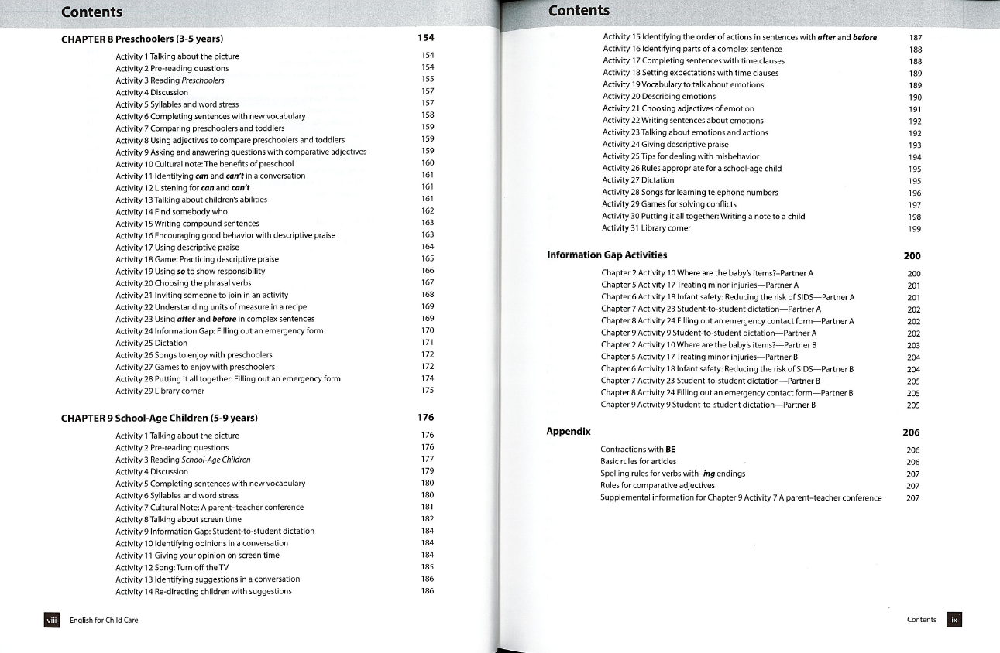 Contents
CHAPTER 8 Preschoolers (3-5 years) 154
Activity 1 Talking about the picture 154
Activity 2 Pre-reading questions 154
Activity 3 Reading Preschoolers 155
Activity 4 Discussion 157
Activity 5 Syllables and word stress 157
Activity 6 Completing sentences with new vocabulary 158
Activity 7 Comparing preschoolers and toddlers 159
Activity 8 Using adjectives to compare preschoolers and toddlers 159
Activity 9 Asking and answering questions with comparative adjectives 159
Activity 10 Cultural note: The benefits of preschool 160
Activity 11 Identifying can and can't in a conversation 161
Activity 12 Listening for can and can't 161
Activity 13 Talking about children's abilities 161
Activity 14 Find somebody who 162
Activity 15 Writing compound sentences 163
Activity 16 Encouraging good behavior with descriptive praise 163
Activity 17 Using descriptive praise 164
Activity 18 Game: Practicing descriptive praise 165
Activity 19 Using so to show responsibility 166
Activity 20 Choosing the phrasal verbs 167
Activity 21 Inviting someone to join in an activity 168
Activity 22 Understanding units of measure in a recipe 169
Activity 23 Using after and before in complex sentences 169
Activity 24 Information Gap: Filling out an emergency form 170
Activity 25 Dictation 171
Activity 26 Songs to enjoy with preschoolers 172
Activity 27 Games to enjoy with preschoolers 172
Activity 28 Putting it all together: Filling out an emergency form 174
Activity 29 Library corner 175
CHAPTER 9 School-Age Children (5-9 years) 176
Activity 1 Talking about the picture 176
Activity 2 Pre-reading questions 176
Activity 3 Reading School-Age Children 177
Activity 4 Discussion 179
Activity 5 Completing sentences with new vocabulary 180
Activity 6 Syllables and word stress 180
Activity 7 Cultural Note: A parent–teacher conference 181
Activity 8 Talking about screen time 182
Activity 9 Information Gap: Student-to-student dictation 184
Activity 10 Identifying opinions in a conversation 184
Activity 11 Giving your opinion on screen time 184
Activity 12 Song: Turn off the TV 185
Activity 13 Identifying suggestions in a conversation 186
Activity 14 Re-directing children with suggestions 186
viii English for Child Care
Contents
Activity 15 Identifying the order of actions in sentences with after and before 187
Activity 16 Identifying parts of a complex sentence 188
Activity 17 Completing sentences with time clauses 188
Activity 18 Setting expectations with time clauses 189
Activity 19 Vocabulary to talk about emotions 189
Activity 20 Describing emotions 190
Activity 21 Choosing adjectives of emotion 191
Activity 22 Writing sentences about emotions 192
Activity 23 Talking about emotions and actions 192
Activity 24 Giving descriptive praise 193
Activity 25 Tips for dealing with misbehavior 194
Activity 26 Rules appropriate for a school-age child 195
Activity 27 Dictation 195
Activity 28 Songs for learning telephone numbers 196
Activity 29 Games for solving conflicts 197
Activity 30 Putting it all together: Writing a note to a child 198
Activity 31 Library corner 199
Information Gap Activities 200
Chapter 2 Activity 10 Where are the baby's items?–Partner A 200
Chapter 5 Activity 17 Treating minor injuries—Partner A 201
Chapter 6 Activity 18 Infant safety: Reducing the risk of SIDS—Partner A 201
Chapter 7 Activity 23 Student-to-student dictation—Partner A 202
Chapter 8 Activity 24 Filling out an emergency contact form—Partner A 202
Chapter 9 Activity 9 Student-to-student dictation—Partner A 202
Chapter 2 Activity 10 Where are the baby's items?—Partner B 203
Chapter 5 Activity 17 Treating minor injuries—Partner B 204
Chapter 6 Activity 18 Infant safety: Reducing the risk of SIDS—Partner B 204
Chapter 7 Activity 23 Student-to-student dictation—Partner B 205
Chapter 8 Activity 24 Filling out an emergency contact form—Partner B 205
Chapter 9 Activity 9 Student-to-student dictation—Partner B 205
Appendix 206
Contractions with BE 206
Basic rules for articles 206
Spelling rules for verbs with -ing endings 207
Rules for comparative adjectives 207
Supplemental information for Chapter 9 Activity 7 A parent–teacher conference 207
Contents ix